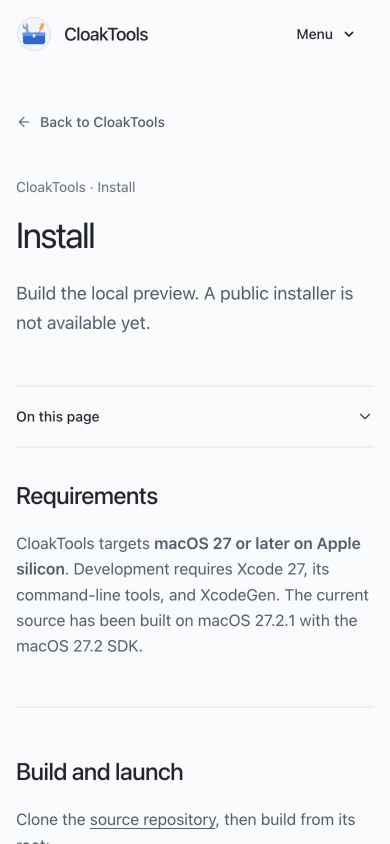 CloakTools
Menu
Back to CloakTools
CloakTools · Install
Install
Build the local preview. A public installer is
not available yet.
On this page
Requirements
CloakTools targets macOS 27 or later on Apple
silicon. Development requires Xcode 27, its
command-line tools, and XcodeGen. The current
source has been built on macOS 27.2.1 with the
macOS 27.2 SDK.
Build and launch
Clone the source repository, then build from its
root: